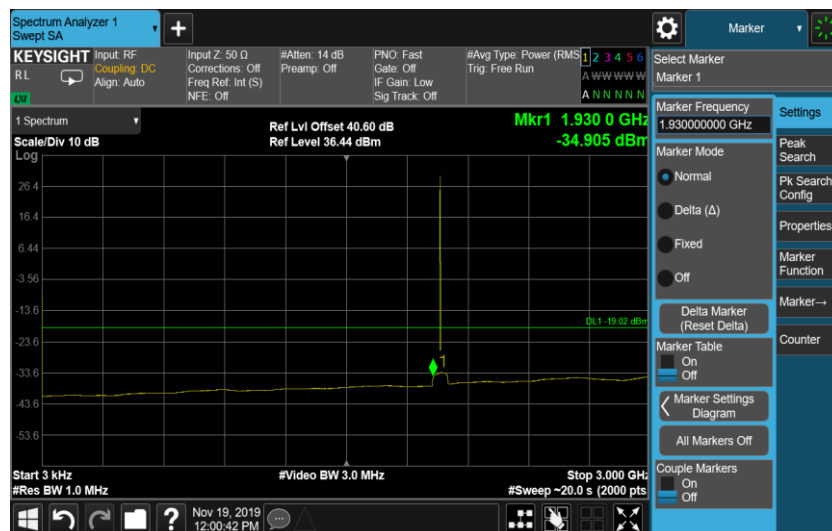 Spectrum Analyzer 1
Swept SA
+
Marker
KEYSIGHT
RL
LXI
Input: RF
Coupling: DC
Align: Auto
Input Z: 50 Ω
Corrections: Off
Freq Ref: Int (S)
NFE: Off
#Atten: 14 dB
Preamp: Off
PNO: Fast
Gate: Off
IF Gain: Low
Sig Track: Off
#Avg Type: Power (RMS
Trig: Free Run
1 2 3 4 5 6
A W W W W W
A N N N N N
Select Marker
Marker 1
1 Spectrum
Scale/Div 10 dB
Log
Ref Lvl Offset 40.60 dB
Ref Level 36.44 dBm
Mkr1 1.930 0 GHz
-34.905 dBm
26.4
16.4
6.44
-3.56
-13.6
-23.6
-33.6
-43.6
-53.6
DL1 -19.02 dBm
1
Start 3 kHz
#Res BW 1.0 MHz
#Video BW 3.0 MHz
Stop 3.000 GHz
#Sweep ~20.0 s (2000 pts
Marker Frequency
1.930000000 GHz
Marker Mode
Normal
Delta (Δ)
Fixed
Off
Delta Marker
(Reset Delta)
Marker Table
On
Off
Marker Settings
Diagram
All Markers Off
Couple Markers
On
Off
Settings
Peak
Search
Pk Search
Config
Properties
Marker
Function
Marker→
Counter
?
Nov 19, 2019
12:00:42 PM